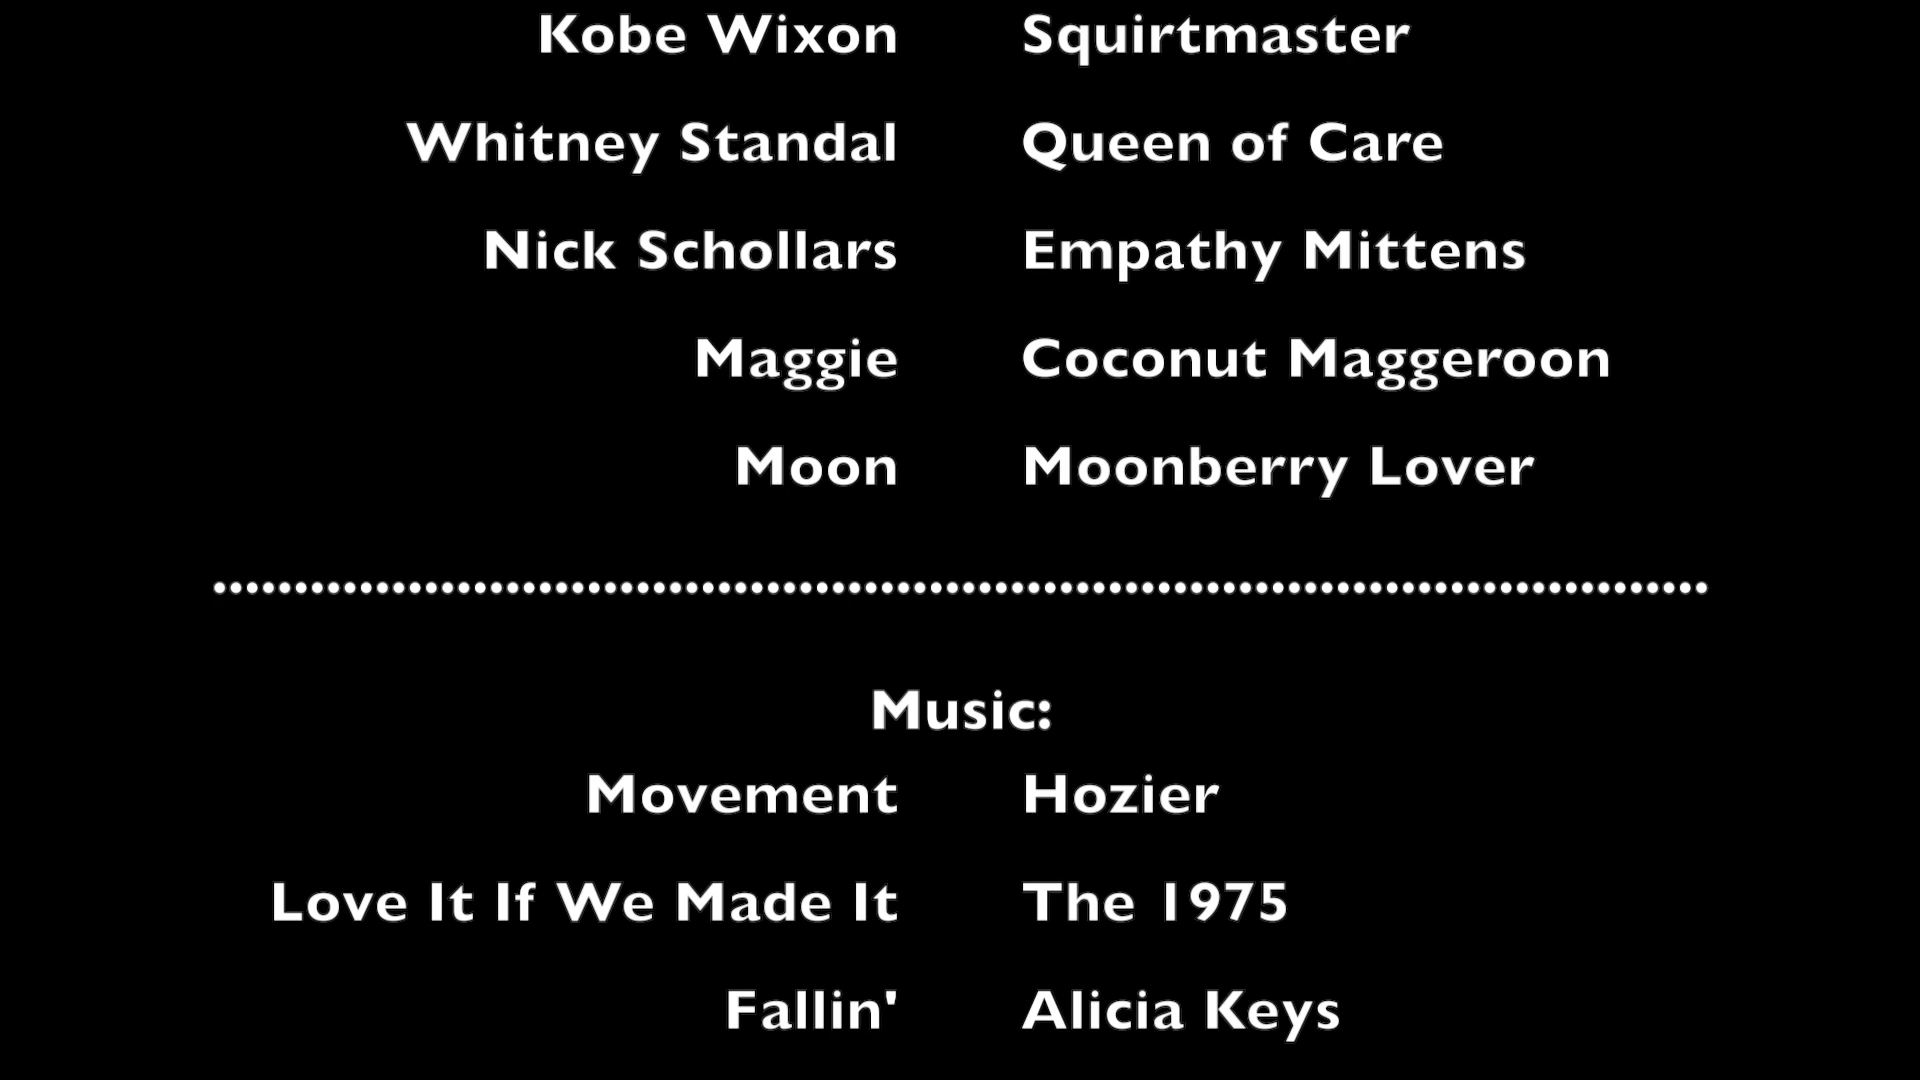 Kobe Wixon Squirtmaster
Whitney Standal Queen of Care
Nick Schollars Empathy Mittens
Maggie Coconut Maggeroon
Moon Moonberry Lover
Music:
Movement Hozier
Love It If We Made It The 1975
Fallin' Alicia Keys